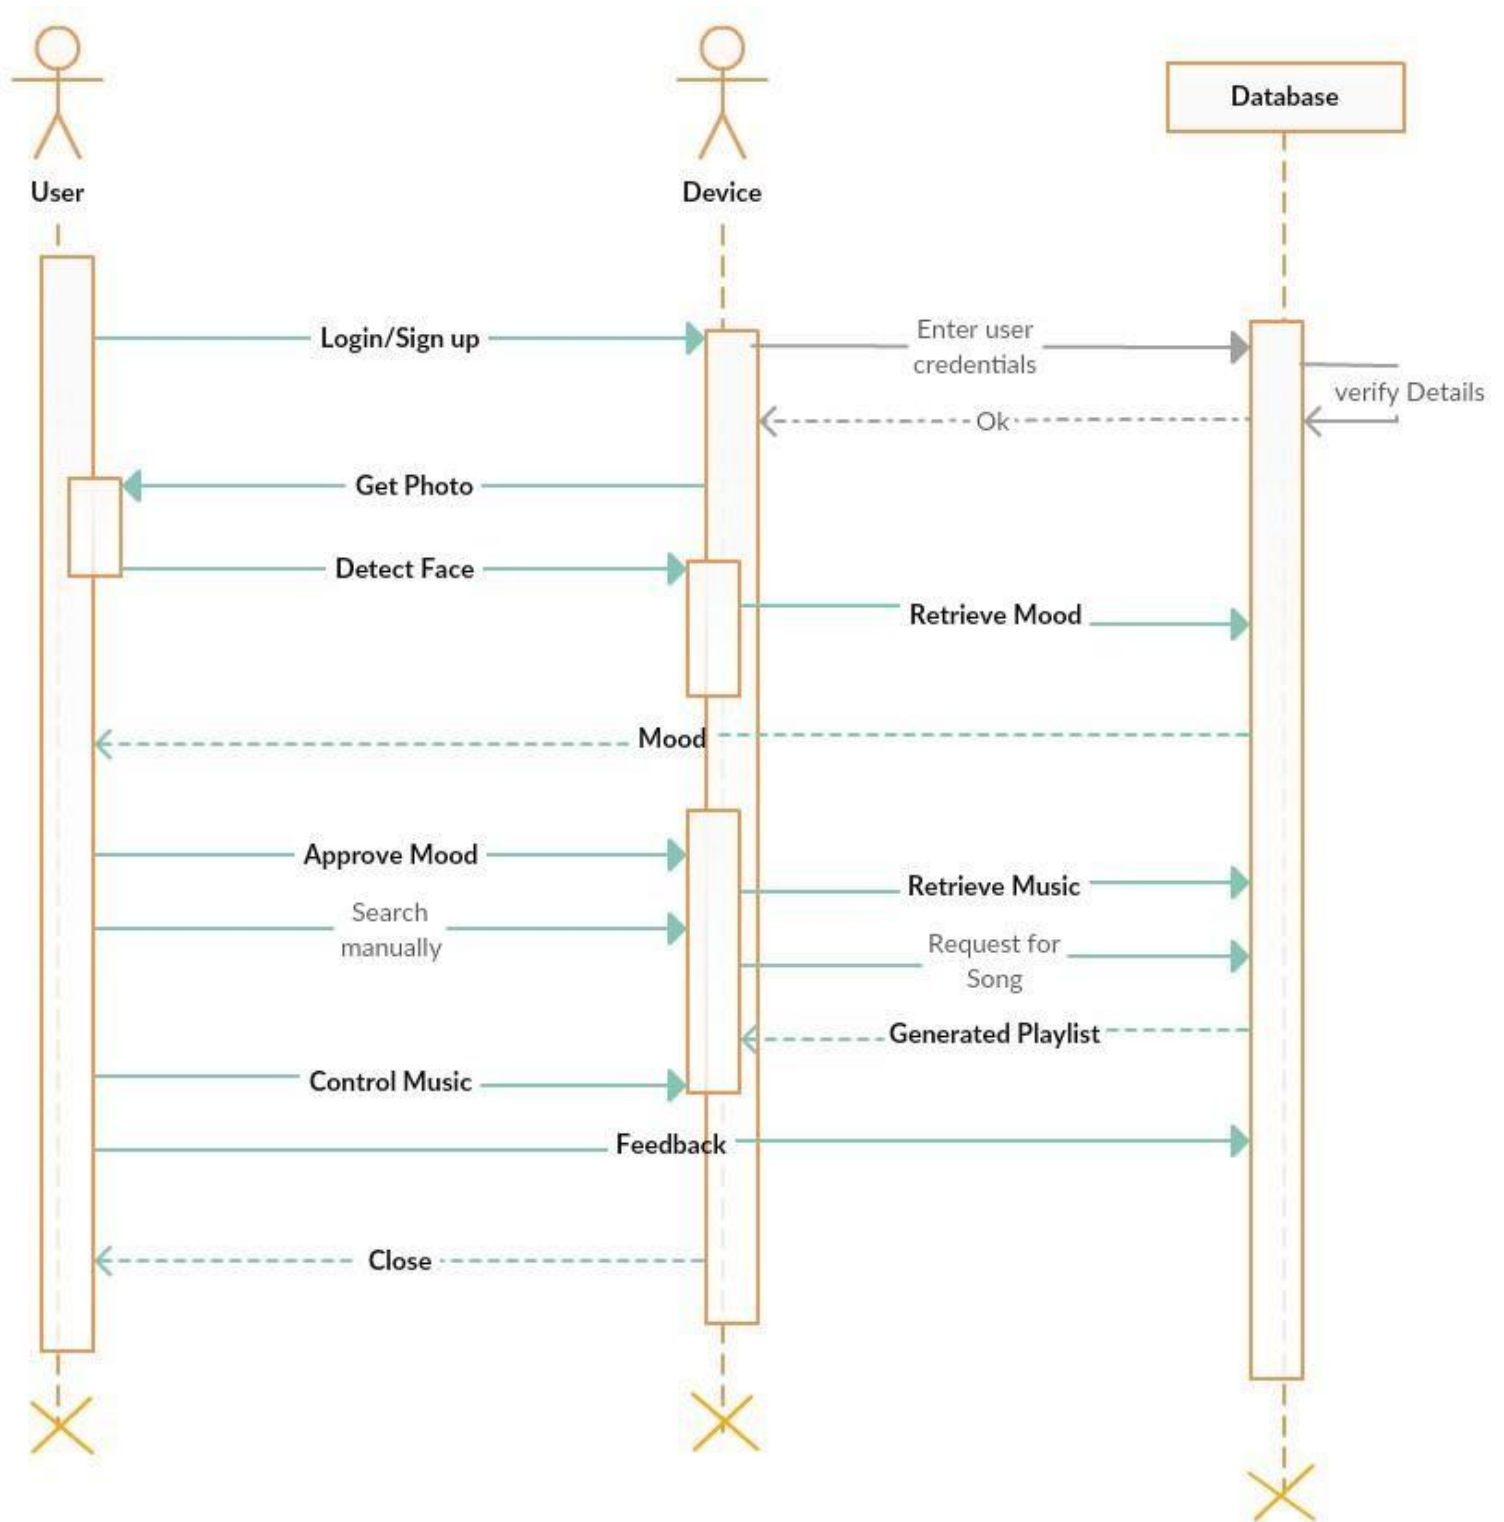 Database
User
Device
Login/Sign up
Enter user
credentials
verify Details
Ok
Get Photo
Detect Face
Retrieve Mood
Mood
Approve Mood
Retrieve Music
Search
manually
Request for
Song
Generated Playlist
Control Music
Feedback
Close